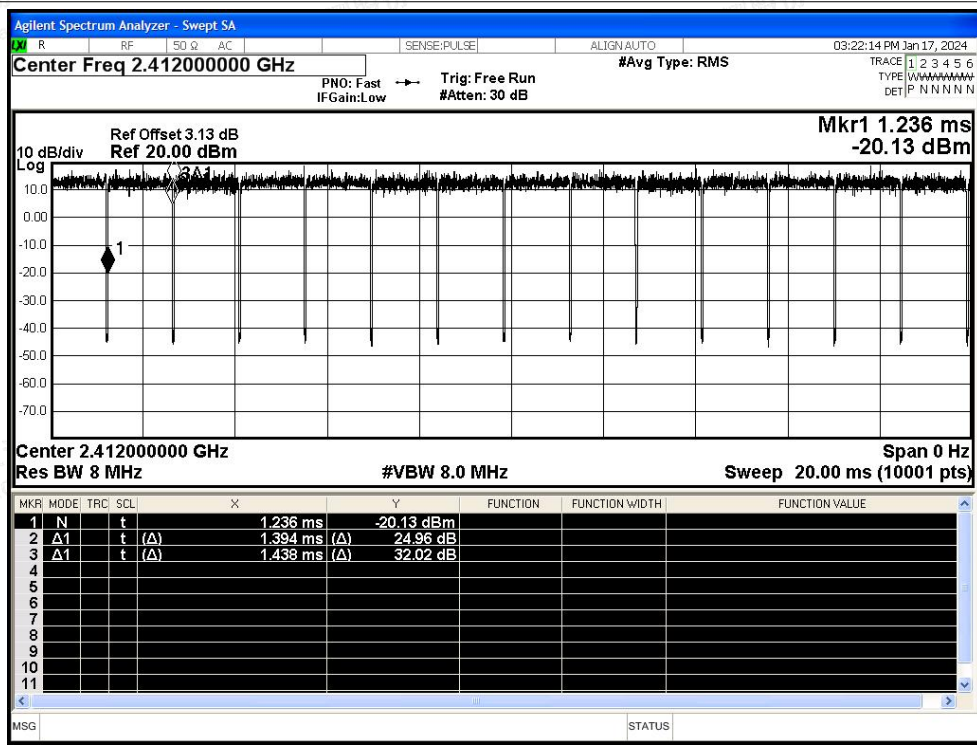 Agilent Spectrum Analyzer - Swept SA
LXI R RF 50 Ω AC SENSE:PULSE ALIGN AUTO 03:22:14 PM Jan 17, 2024
Center Freq 2.412000000 GHz
PNO: Fast
IFGain:Low
Trig: Free Run
#Atten: 30 dB
#Avg Type: RMS
TRACE 1 2 3 4 5 6
TYPE
DET P N N N N N
Mkr1 1.236 ms
-20.13 dBm
Ref Offset 3.13 dB
10 dB/div Ref 20.00 dBm
Log
10.0
0.00
-10.0
-20.0
-30.0
-40.0
-50.0
-60.0
-70.0
3Δ1
1
Center 2.412000000 GHz Span 0 Hz
Res BW 8 MHz #VBW 8.0 MHz Sweep 20.00 ms (10001 pts)
MKR MODE TRC SCL X Y FUNCTION FUNCTION WIDTH FUNCTION VALUE
1 N t 1.236 ms -20.13 dBm
2 Δ1 t (Δ) 1.394 ms (Δ) 24.96 dB
3 Δ1 t (Δ) 1.438 ms (Δ) 32.02 dB
4
5
6
7
8
9
10
11
MSG STATUS